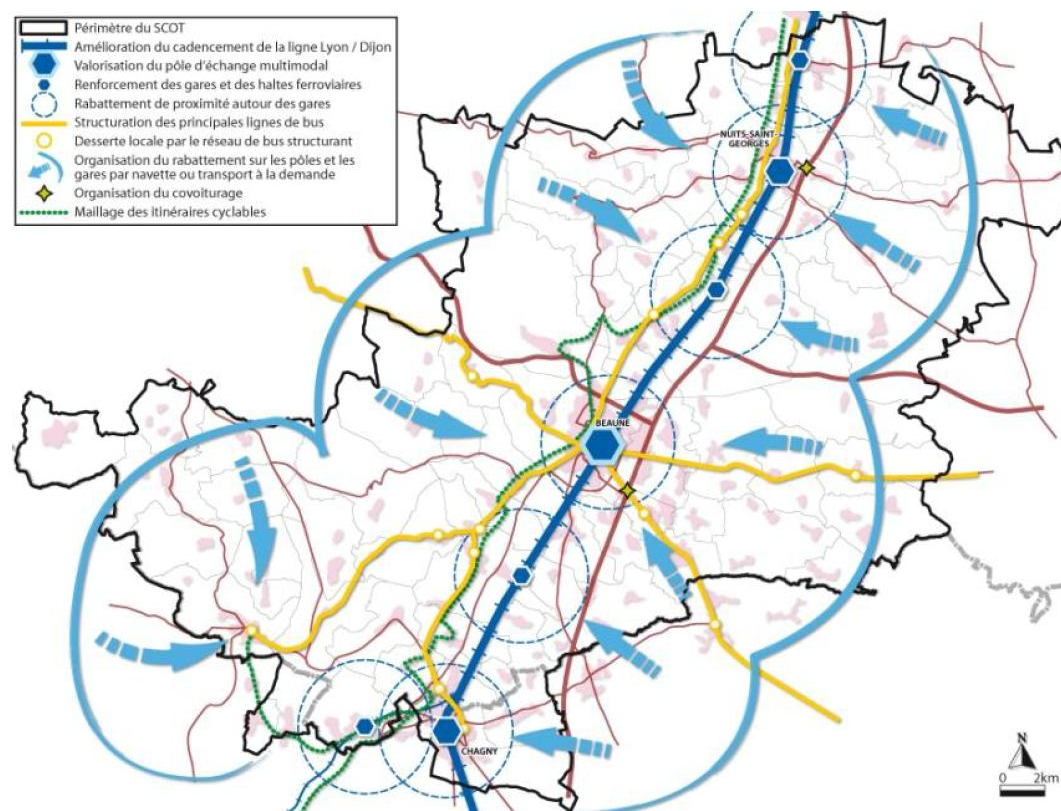 Périmètre du SCOT
Amélioration du cadencement de la ligne Lyon / Dijon
Valorisation du pôle d'échange multimodal
Renforcement des gares et des haltes ferroviaires
Rabattement de proximité autour des gares
Structuration des principales lignes de bus
Desserte locale par le réseau de bus structurant
Organisation du rabattement sur les pôles et les
gares par navette ou transport à la demande
Organisation du covoiturage
Maillage des itinéraires cyclables
NUITS-SAINT-
GEORGES
BEAUNE
CHAGNY
N
0 2km